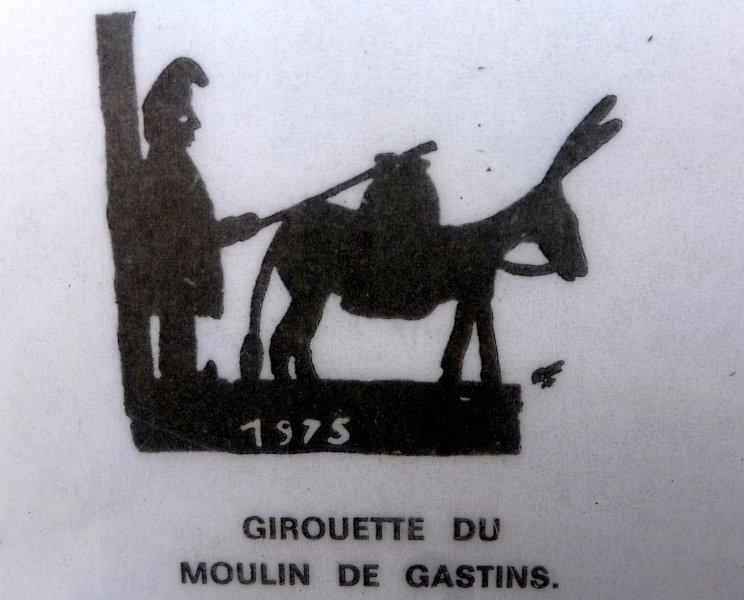 1975
GIROUETTE DU
MOULIN DE GASTINS.